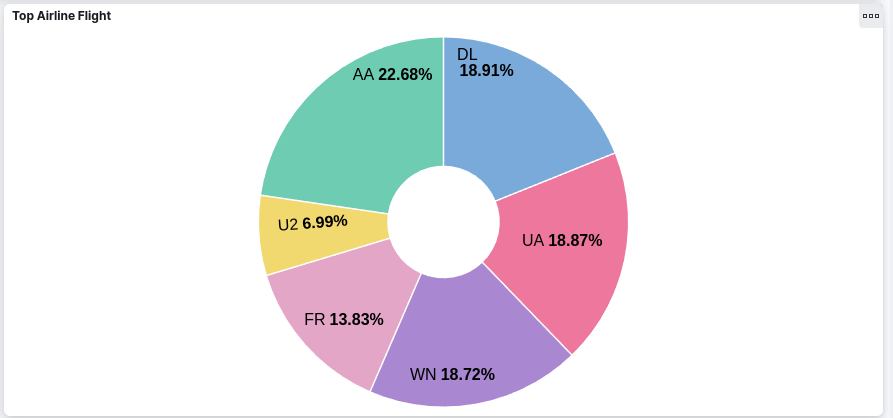 Top Airline Flight
DL
18.91%
AA 22.68%
U2 6.99%
UA 18.87%
FR 13.83%
WN 18.72%